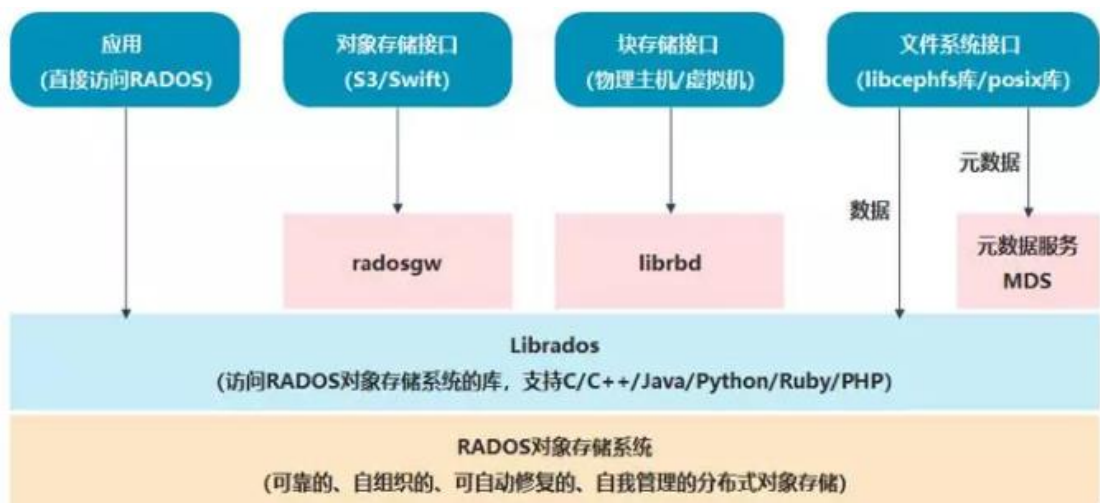 应用
(直接访问RADOS)
对象存储接口
(S3/Swift)
块存储接口
(物理主机/虚拟机)
文件系统接口
(libcephfs库/posix库)
元数据
数据
radosgw
librbd
元数据服务
MDS
Librados
(访问RADOS对象存储系统的库，支持C/C++/Java/Python/Ruby/PHP)
RADOS对象存储系统
(可靠的、自组织的、可自动修复的、自我管理的分布式对象存储)